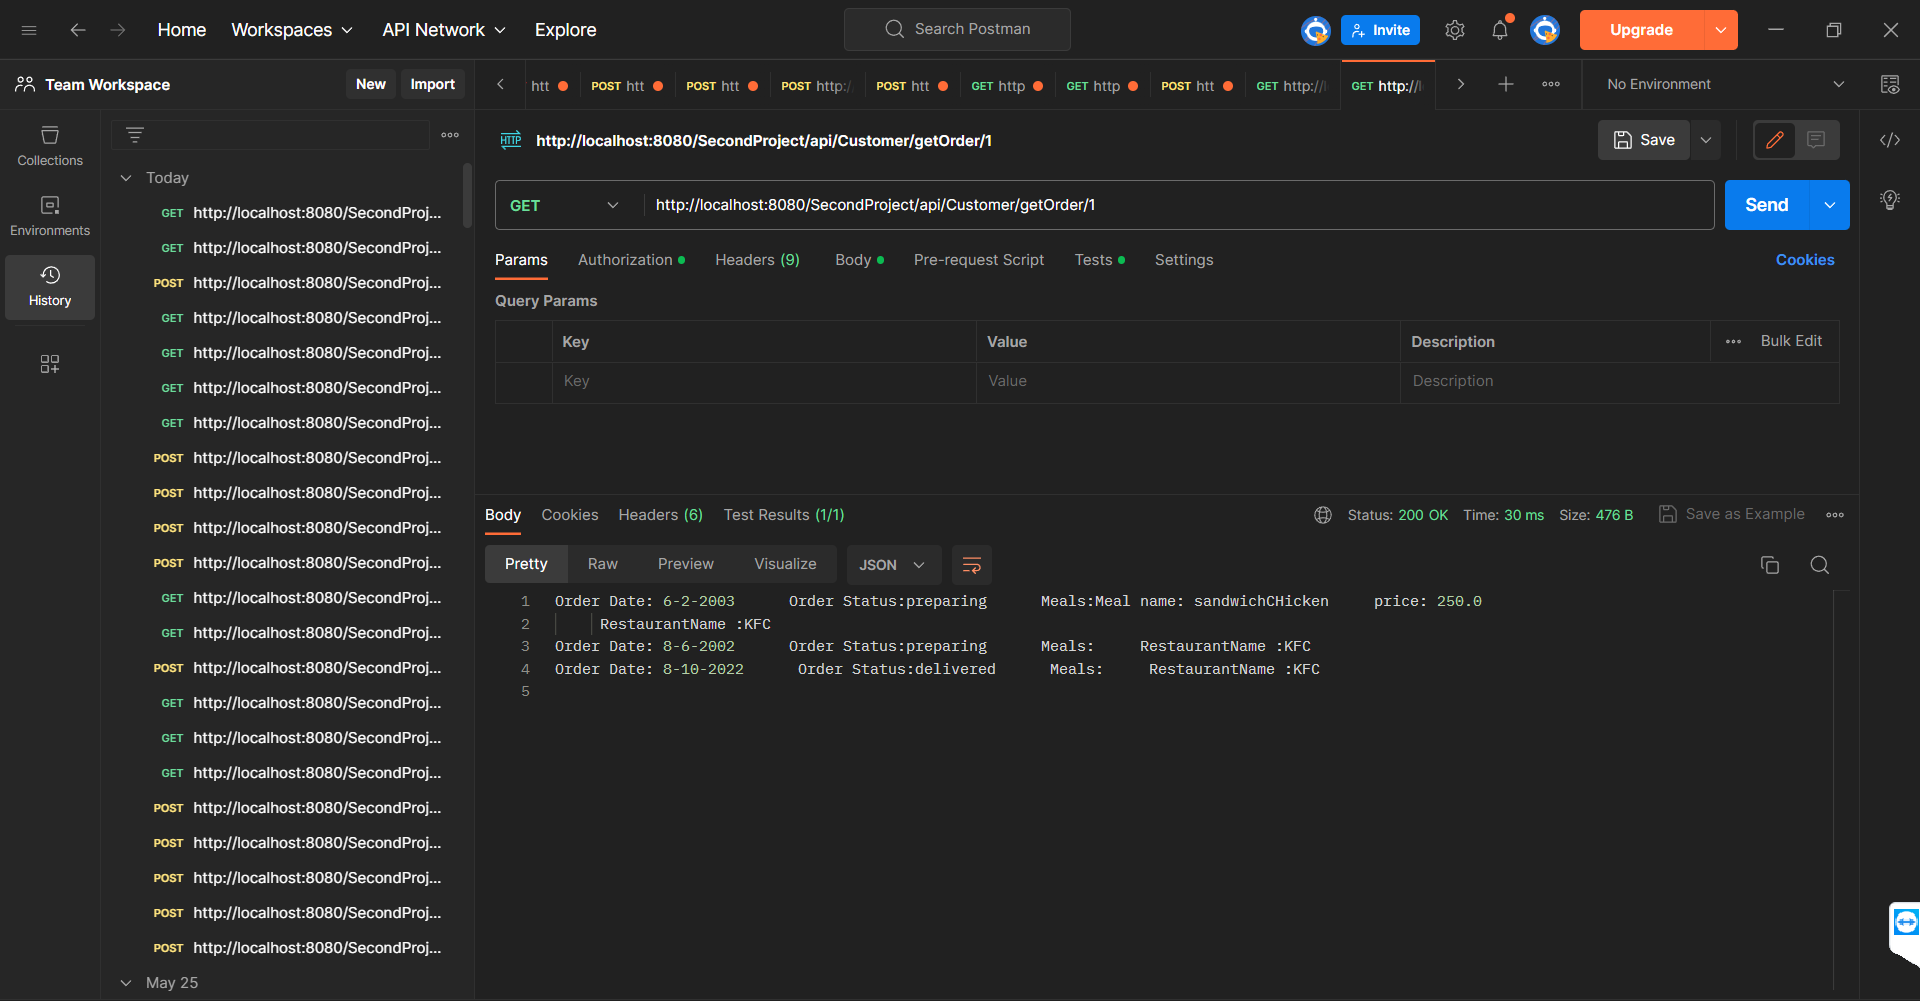 Home Workspaces API Network Explore Search Postman Invite Upgrade
Team Workspace New Import htt POST htt POST htt POST http:/ POST htt GET http GET http POST htt GET http:// GET http:// No Environment
HTTP http://localhost:8080/SecondProject/api/Customer/getOrder/1 Save
Collections
Environments
History
Today
GET http://localhost:8080/SecondProj...
GET http://localhost:8080/SecondProj...
POST http://localhost:8080/SecondProj...
GET http://localhost:8080/SecondProj...
GET http://localhost:8080/SecondProj...
GET http://localhost:8080/SecondProj...
GET http://localhost:8080/SecondProj...
POST http://localhost:8080/SecondProj...
POST http://localhost:8080/SecondProj...
POST http://localhost:8080/SecondProj...
POST http://localhost:8080/SecondProj...
GET http://localhost:8080/SecondProj...
GET http://localhost:8080/SecondProj...
POST http://localhost:8080/SecondProj...
GET http://localhost:8080/SecondProj...
GET http://localhost:8080/SecondProj...
GET http://localhost:8080/SecondProj...
POST http://localhost:8080/SecondProj...
POST http://localhost:8080/SecondProj...
POST http://localhost:8080/SecondProj...
POST http://localhost:8080/SecondProj...
POST http://localhost:8080/SecondProj...
May 25
GET http://localhost:8080/SecondProject/api/Customer/getOrder/1 Send
Params Authorization Headers (9) Body Pre-request Script Tests Settings Cookies
Query Params
Key Value Description Bulk Edit
Key Value Description
Body Cookies Headers (6) Test Results (1/1) Status: 200 OK Time: 30 ms Size: 476 B Save as Example
Pretty Raw Preview Visualize JSON
1 Order Date: 6-2-2003 Order Status:preparing Meals:Meal name: sandwichCHicken price: 250.0
2 RestaurantName :KFC
3 Order Date: 8-6-2002 Order Status:preparing Meals: RestaurantName :KFC
4 Order Date: 8-10-2022 Order Status:delivered Meals: RestaurantName :KFC
5